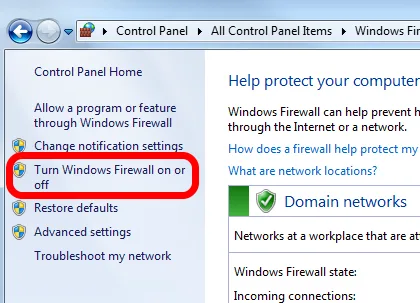 Control Panel All Control Panel Items Windows Fir
Control Panel Home
Allow a program or feature
through Windows Firewall
Change notification settings
Turn Windows Firewall on or
off
Restore defaults
Advanced settings
Troubleshoot my network
Help protect your computer
Windows Firewall can help prevent h
through the Internet or a network.
How does a firewall help protect my
What are network locations?
Domain networks
Networks at a workplace that are at
Windows Firewall state:
Incoming connections: